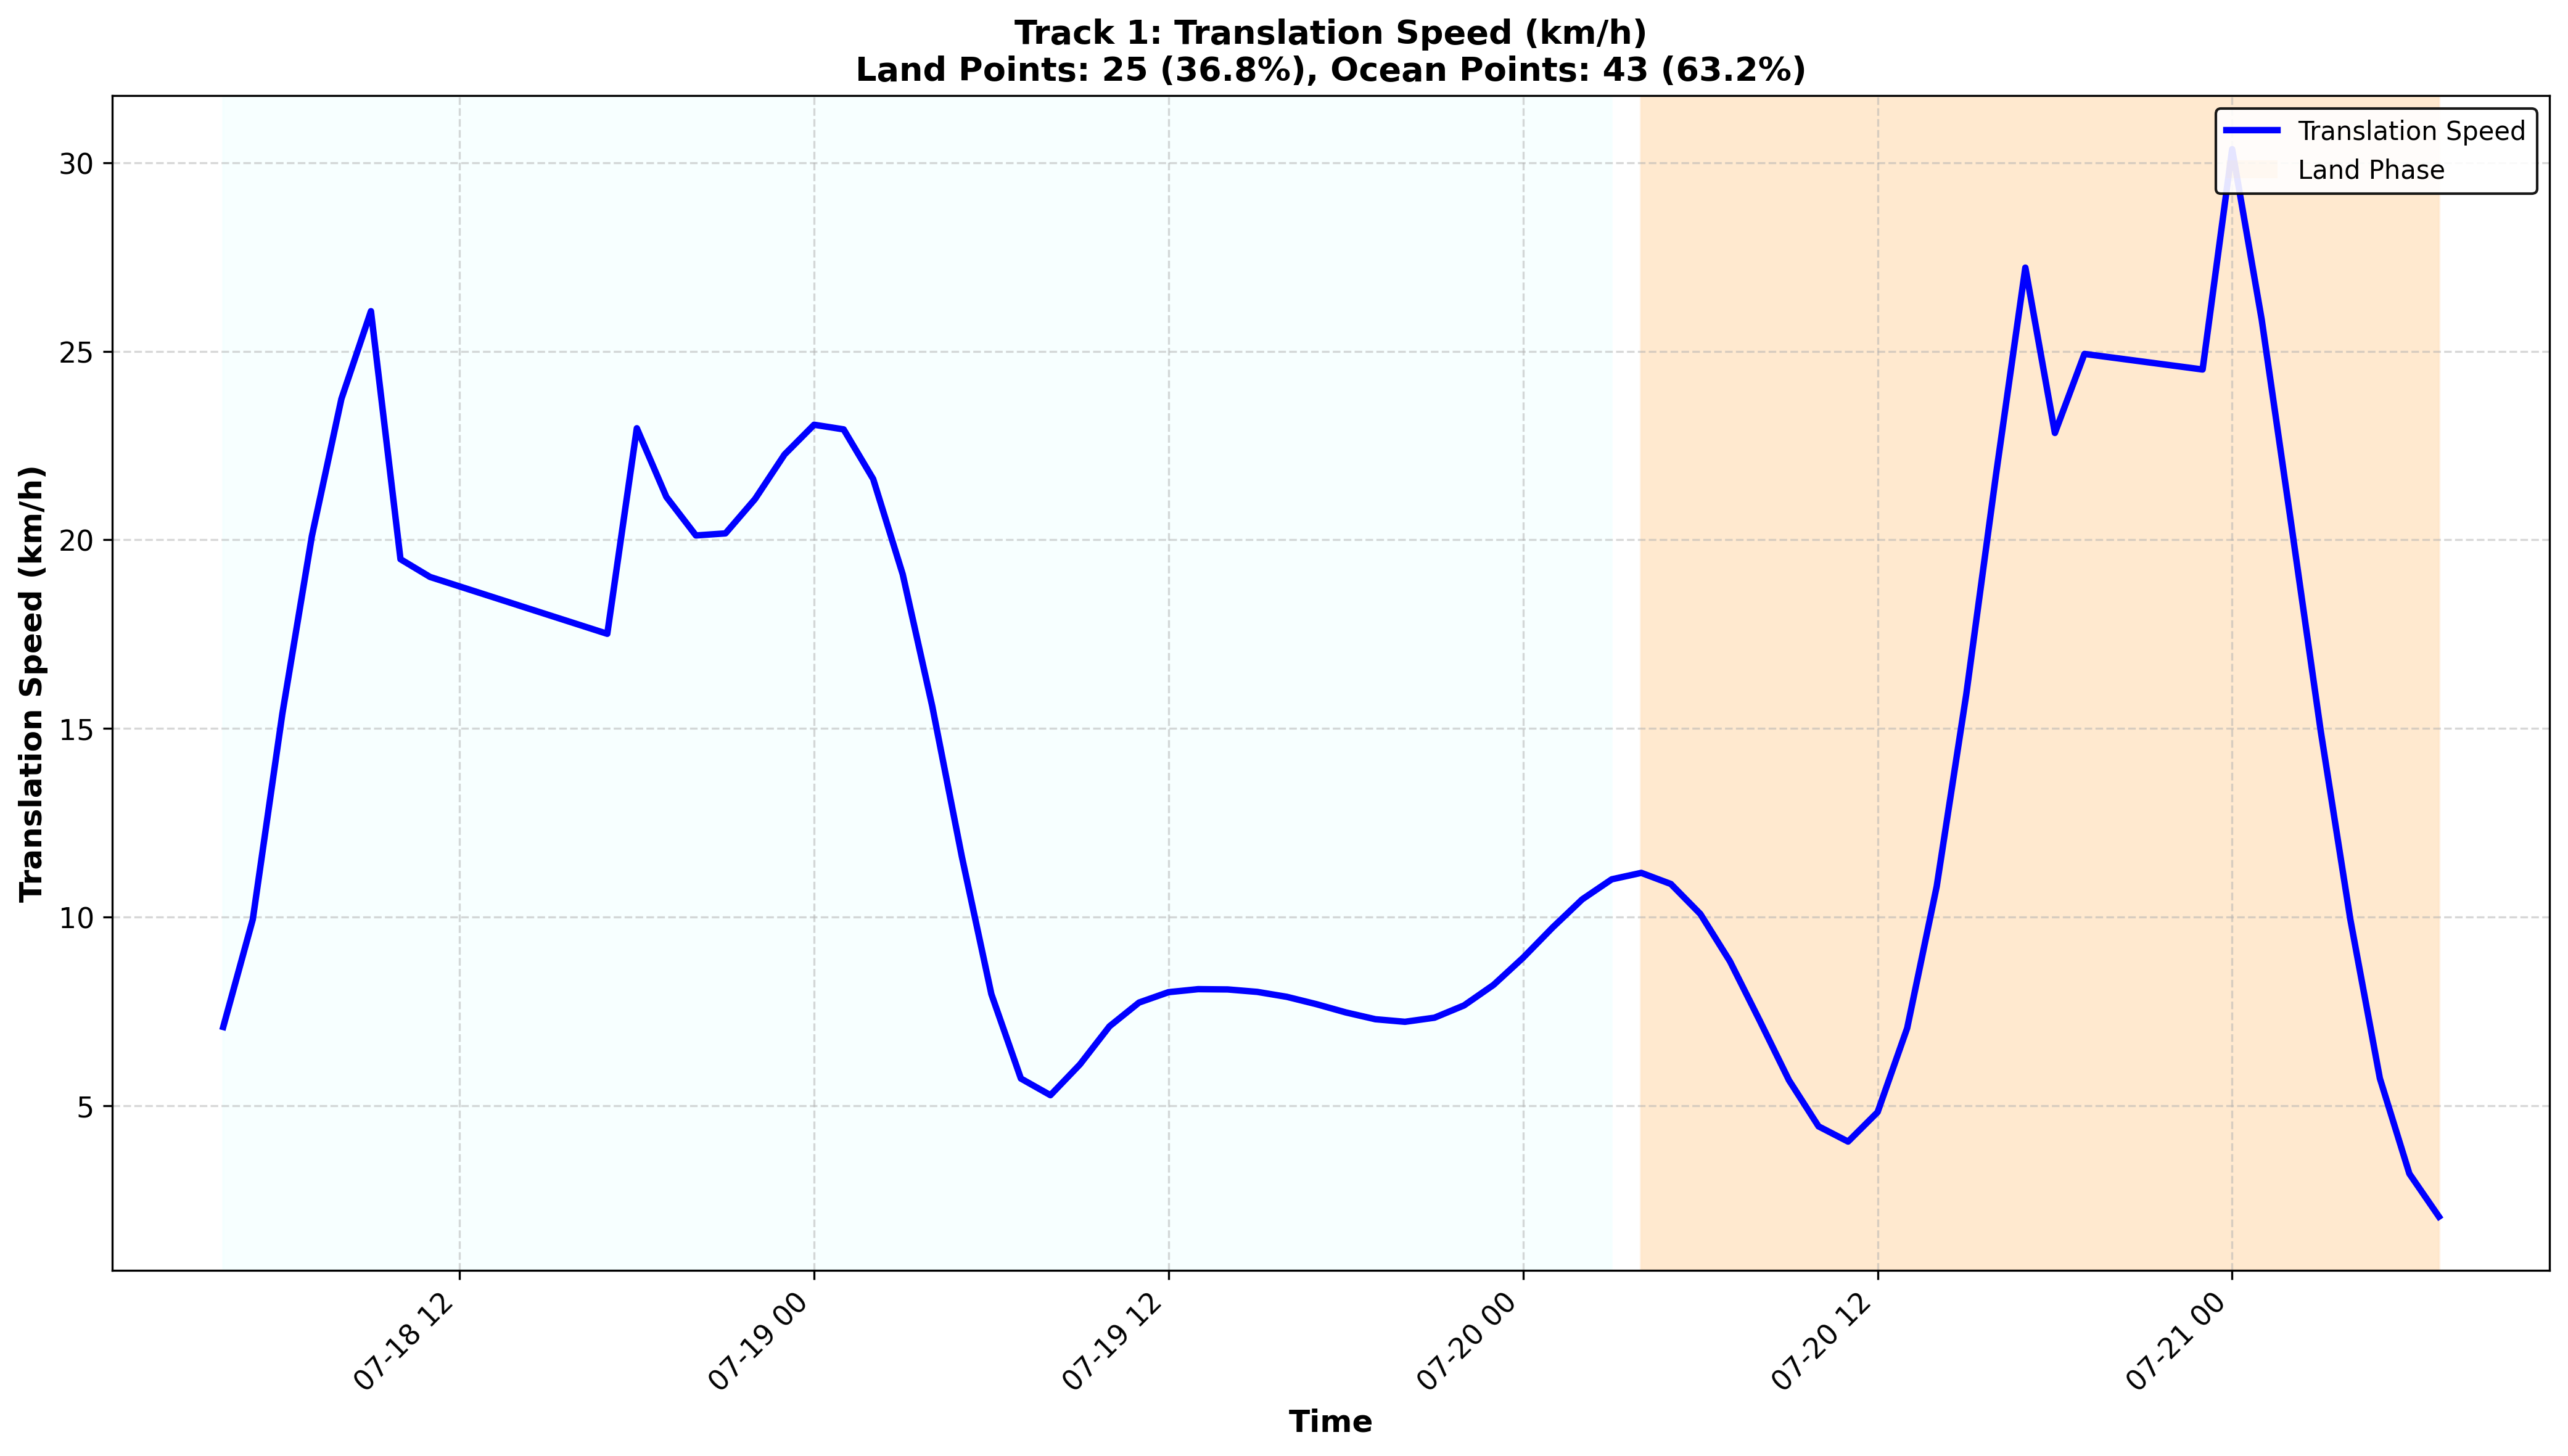 Track 1: Translation Speed (km/h)
Land Points: 25 (36.8%), Ocean Points: 43 (63.2%)
Translation Speed
Land Phase
Translation Speed (km/h)
30
25
20
15
10
5
07-18 12
07-19 00
07-19 12
07-20 00
07-20 12
07-21 00
Time